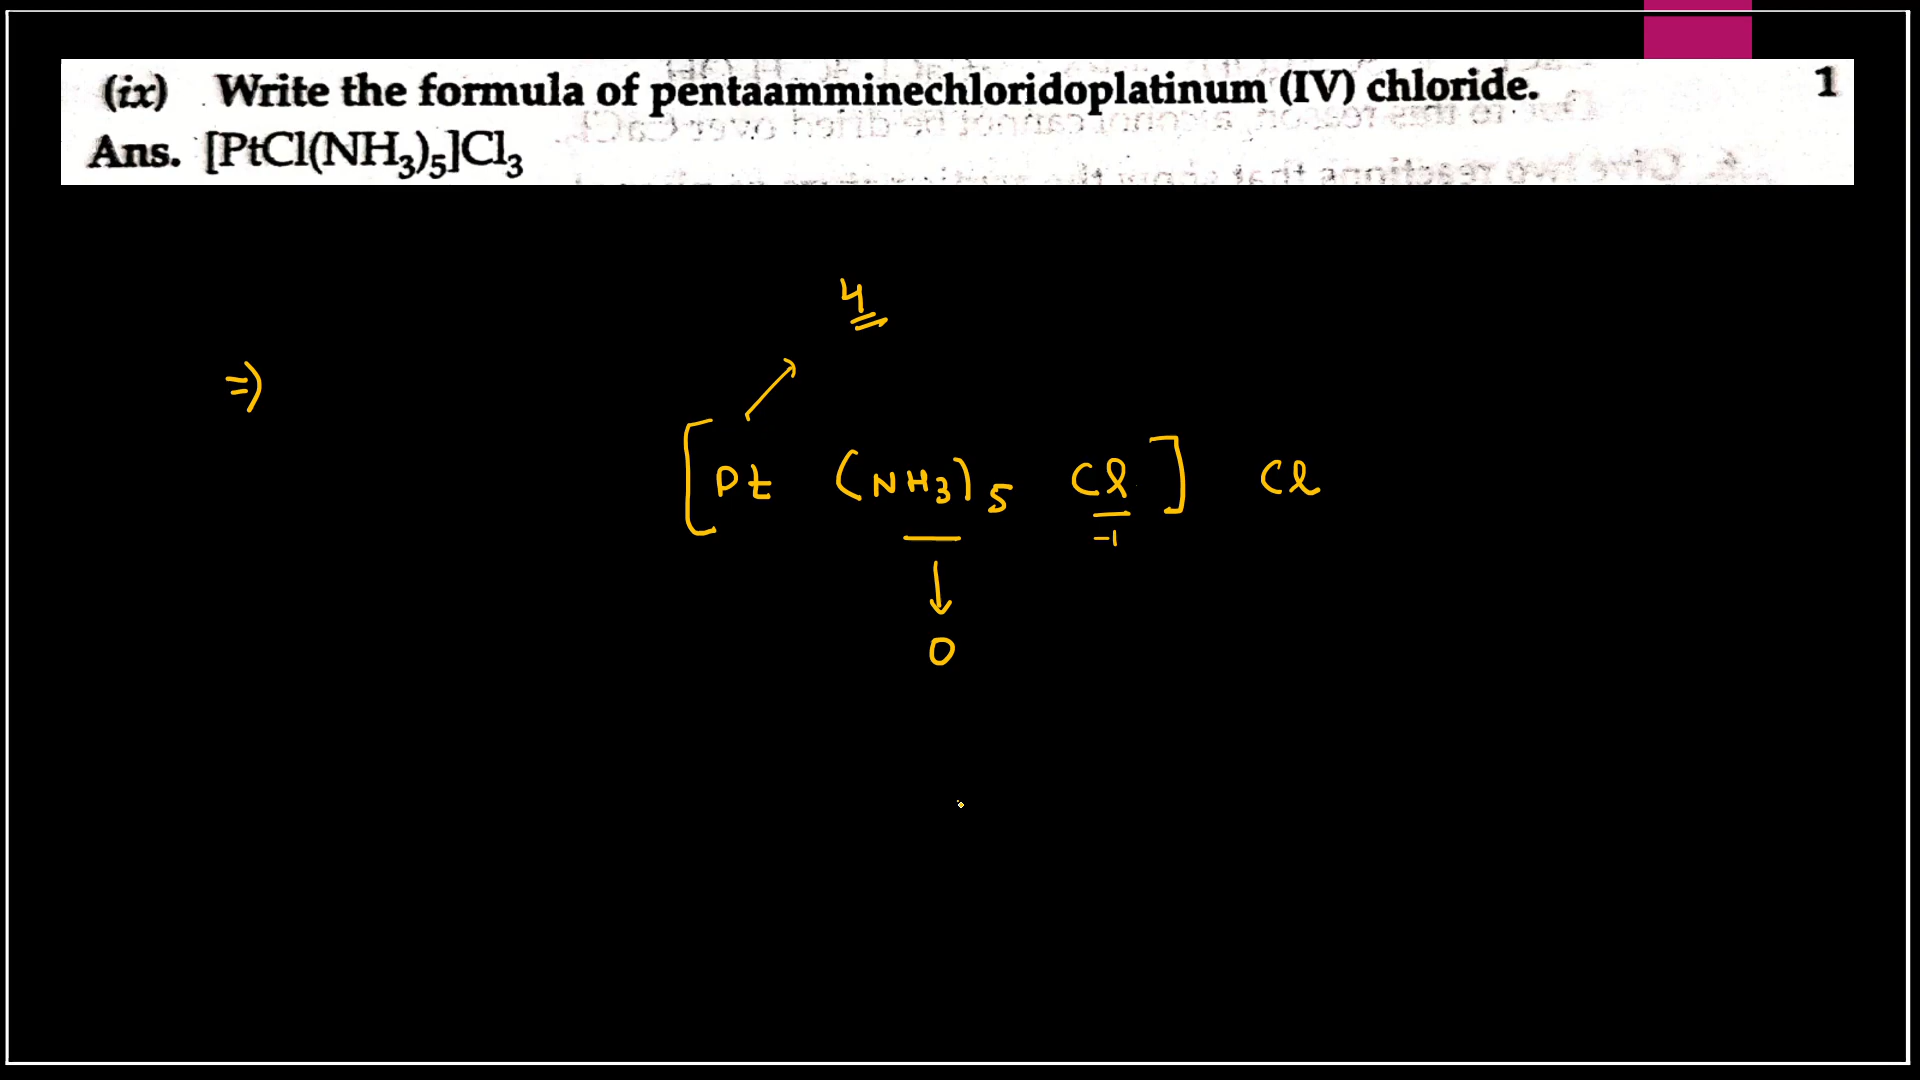 (ix) Write the formula of pentaamminechloridoplatinum (IV) chloride. 1
Ans. [PtCl(NH₃)₅]Cl₃
4
⇒
[Pt (NH₃)₅ Cl] Cl
-1
0